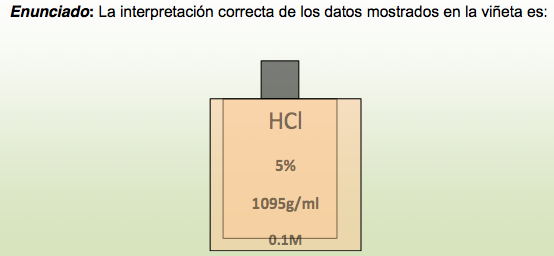 Enunciado: La interpretación correcta de los datos mostrados en la viñeta es:
HCl
5%
1095g/ml
0.1M